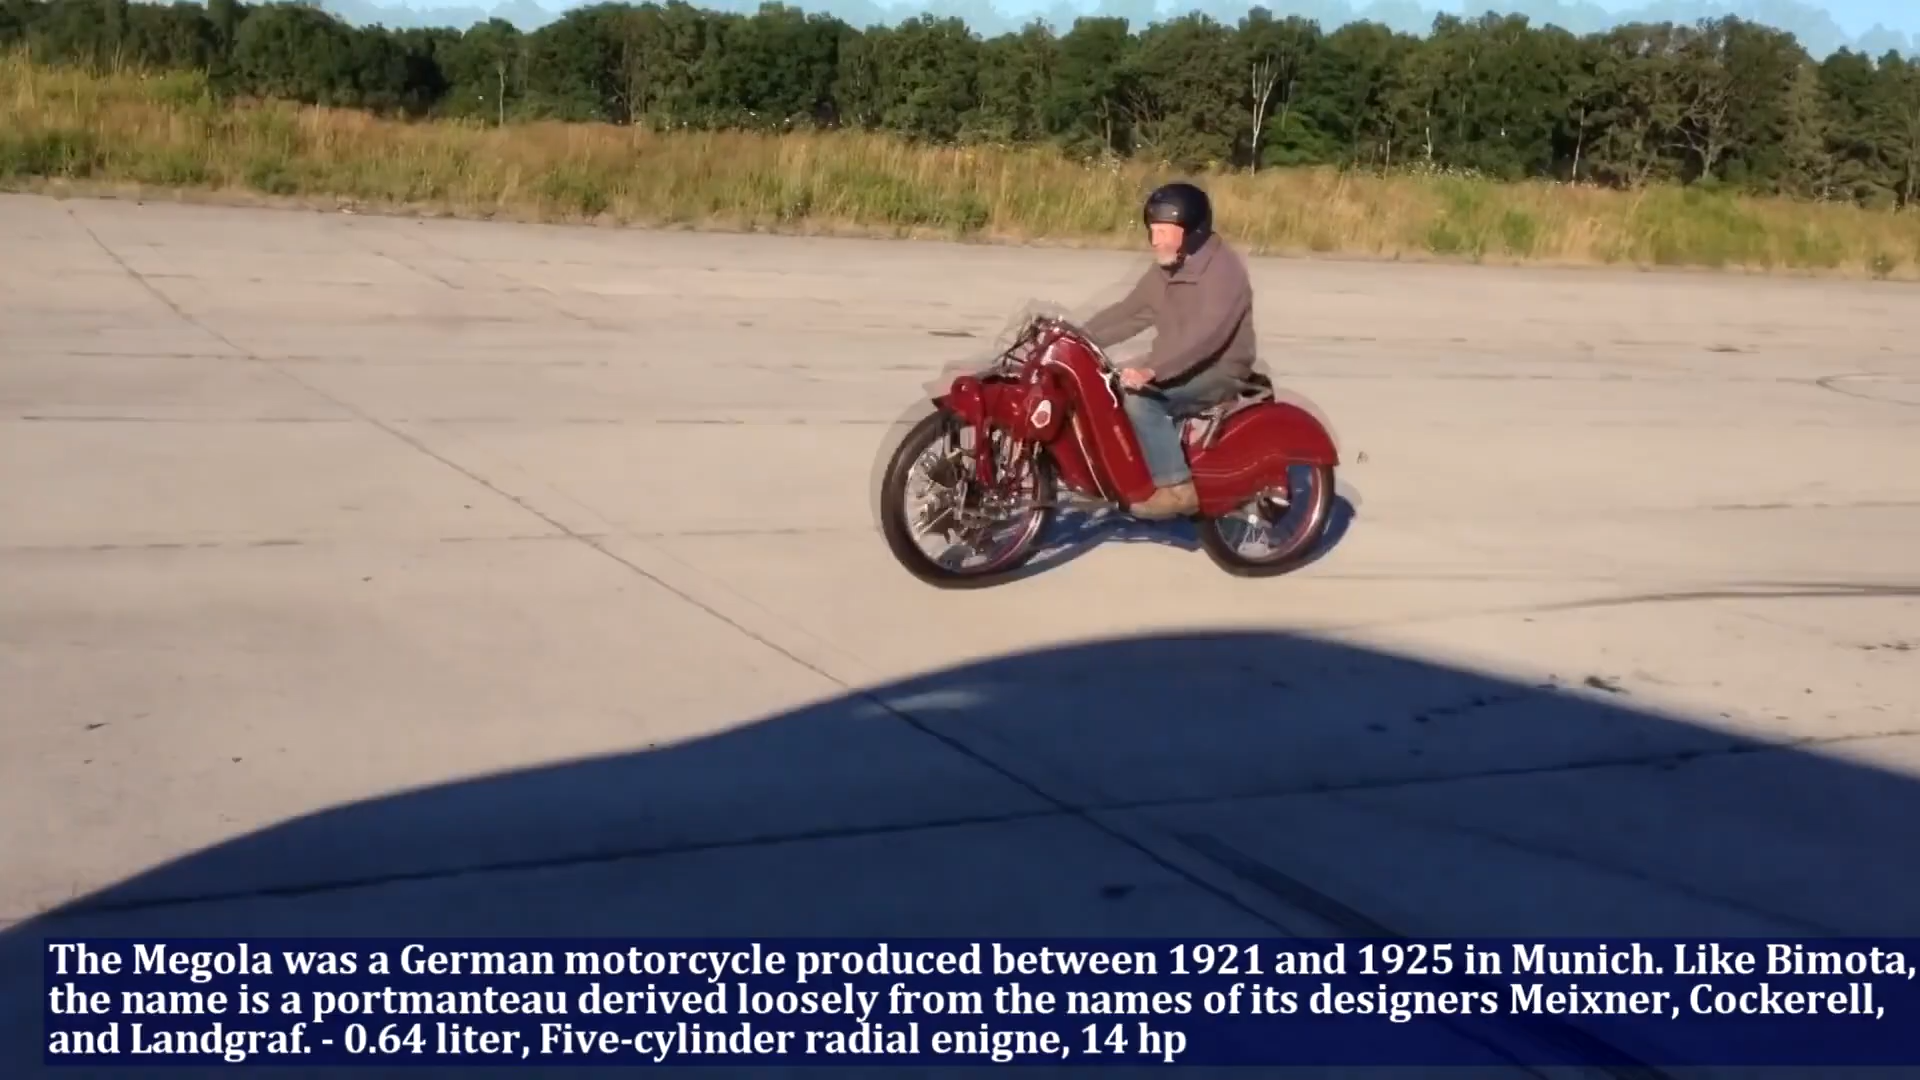 The Megola was a German motorcycle produced between 1921 and 1925 in Munich. Like Bimota,
the name is a portmanteau derived loosely from the names of its designers Meixner, Cockerell,
and Landgraf. - 0.64 liter, Five-cylinder radial enigne, 14 hp